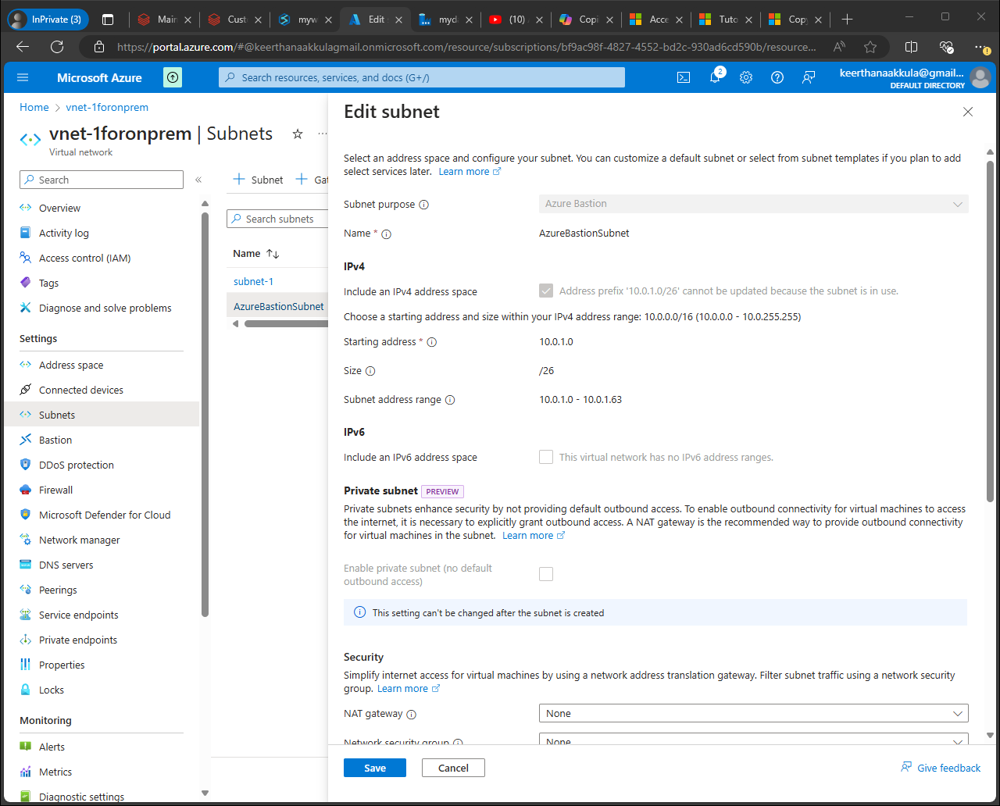 InPrivate (3)
Main
Cust
myw
Edit
myd
(10)
Copi
Acce
Tuto
Cop
https://portal.azure.com/#@keerthanaakkulagmail.onmicrosoft.com/resource/subscriptions/bf9ac98f-4827-4552-bd2c-930ad6cd590b/resource...
Microsoft Azure
Search resources, services, and docs (G+/)
2
keerthanaakkula@gmail...
DEFAULT DIRECTORY
Home > vnet-1foronprem
vnet-1foronprem | Subnets
Virtual network
Search
Overview
Activity log
Access control (IAM)
Tags
Diagnose and solve problems
Settings
Address space
Connected devices
Subnets
Bastion
DDoS protection
Firewall
Microsoft Defender for Cloud
Network manager
DNS servers
Peerings
Service endpoints
Private endpoints
Properties
Locks
Monitoring
Alerts
Metrics
Diagnostic settings
+ Subnet + Gat
Search subnets
Name
subnet-1
AzureBastionSubnet
Edit subnet
Select an address space and configure your subnet. You can customize a default subnet or select from subnet templates if you plan to add
select services later. Learn more
Subnet purpose
Azure Bastion
Name *
AzureBastionSubnet
IPv4
Include an IPv4 address space
Address prefix '10.0.1.0/26' cannot be updated because the subnet is in use.
Choose a starting address and size within your IPv4 address range: 10.0.0.0/16 (10.0.0.0 - 10.0.255.255)
Starting address *
10.0.1.0
Size
/26
Subnet address range
10.0.1.0 - 10.0.1.63
IPv6
Include an IPv6 address space
This virtual network has no IPv6 address ranges.
Private subnet PREVIEW
Private subnets enhance security by not providing default outbound access. To enable outbound connectivity for virtual machines to access
the internet, it is necessary to explicitly grant outbound access. A NAT gateway is the recommended way to provide outbound connectivity
for virtual machines in the subnet. Learn more
Enable private subnet (no default
outbound access)
This setting can't be changed after the subnet is created
Security
Simplify internet access for virtual machines by using a network address translation gateway. Filter subnet traffic using a network security
group. Learn more
NAT gateway
None
Network security group
None
Save
Cancel
Give feedback